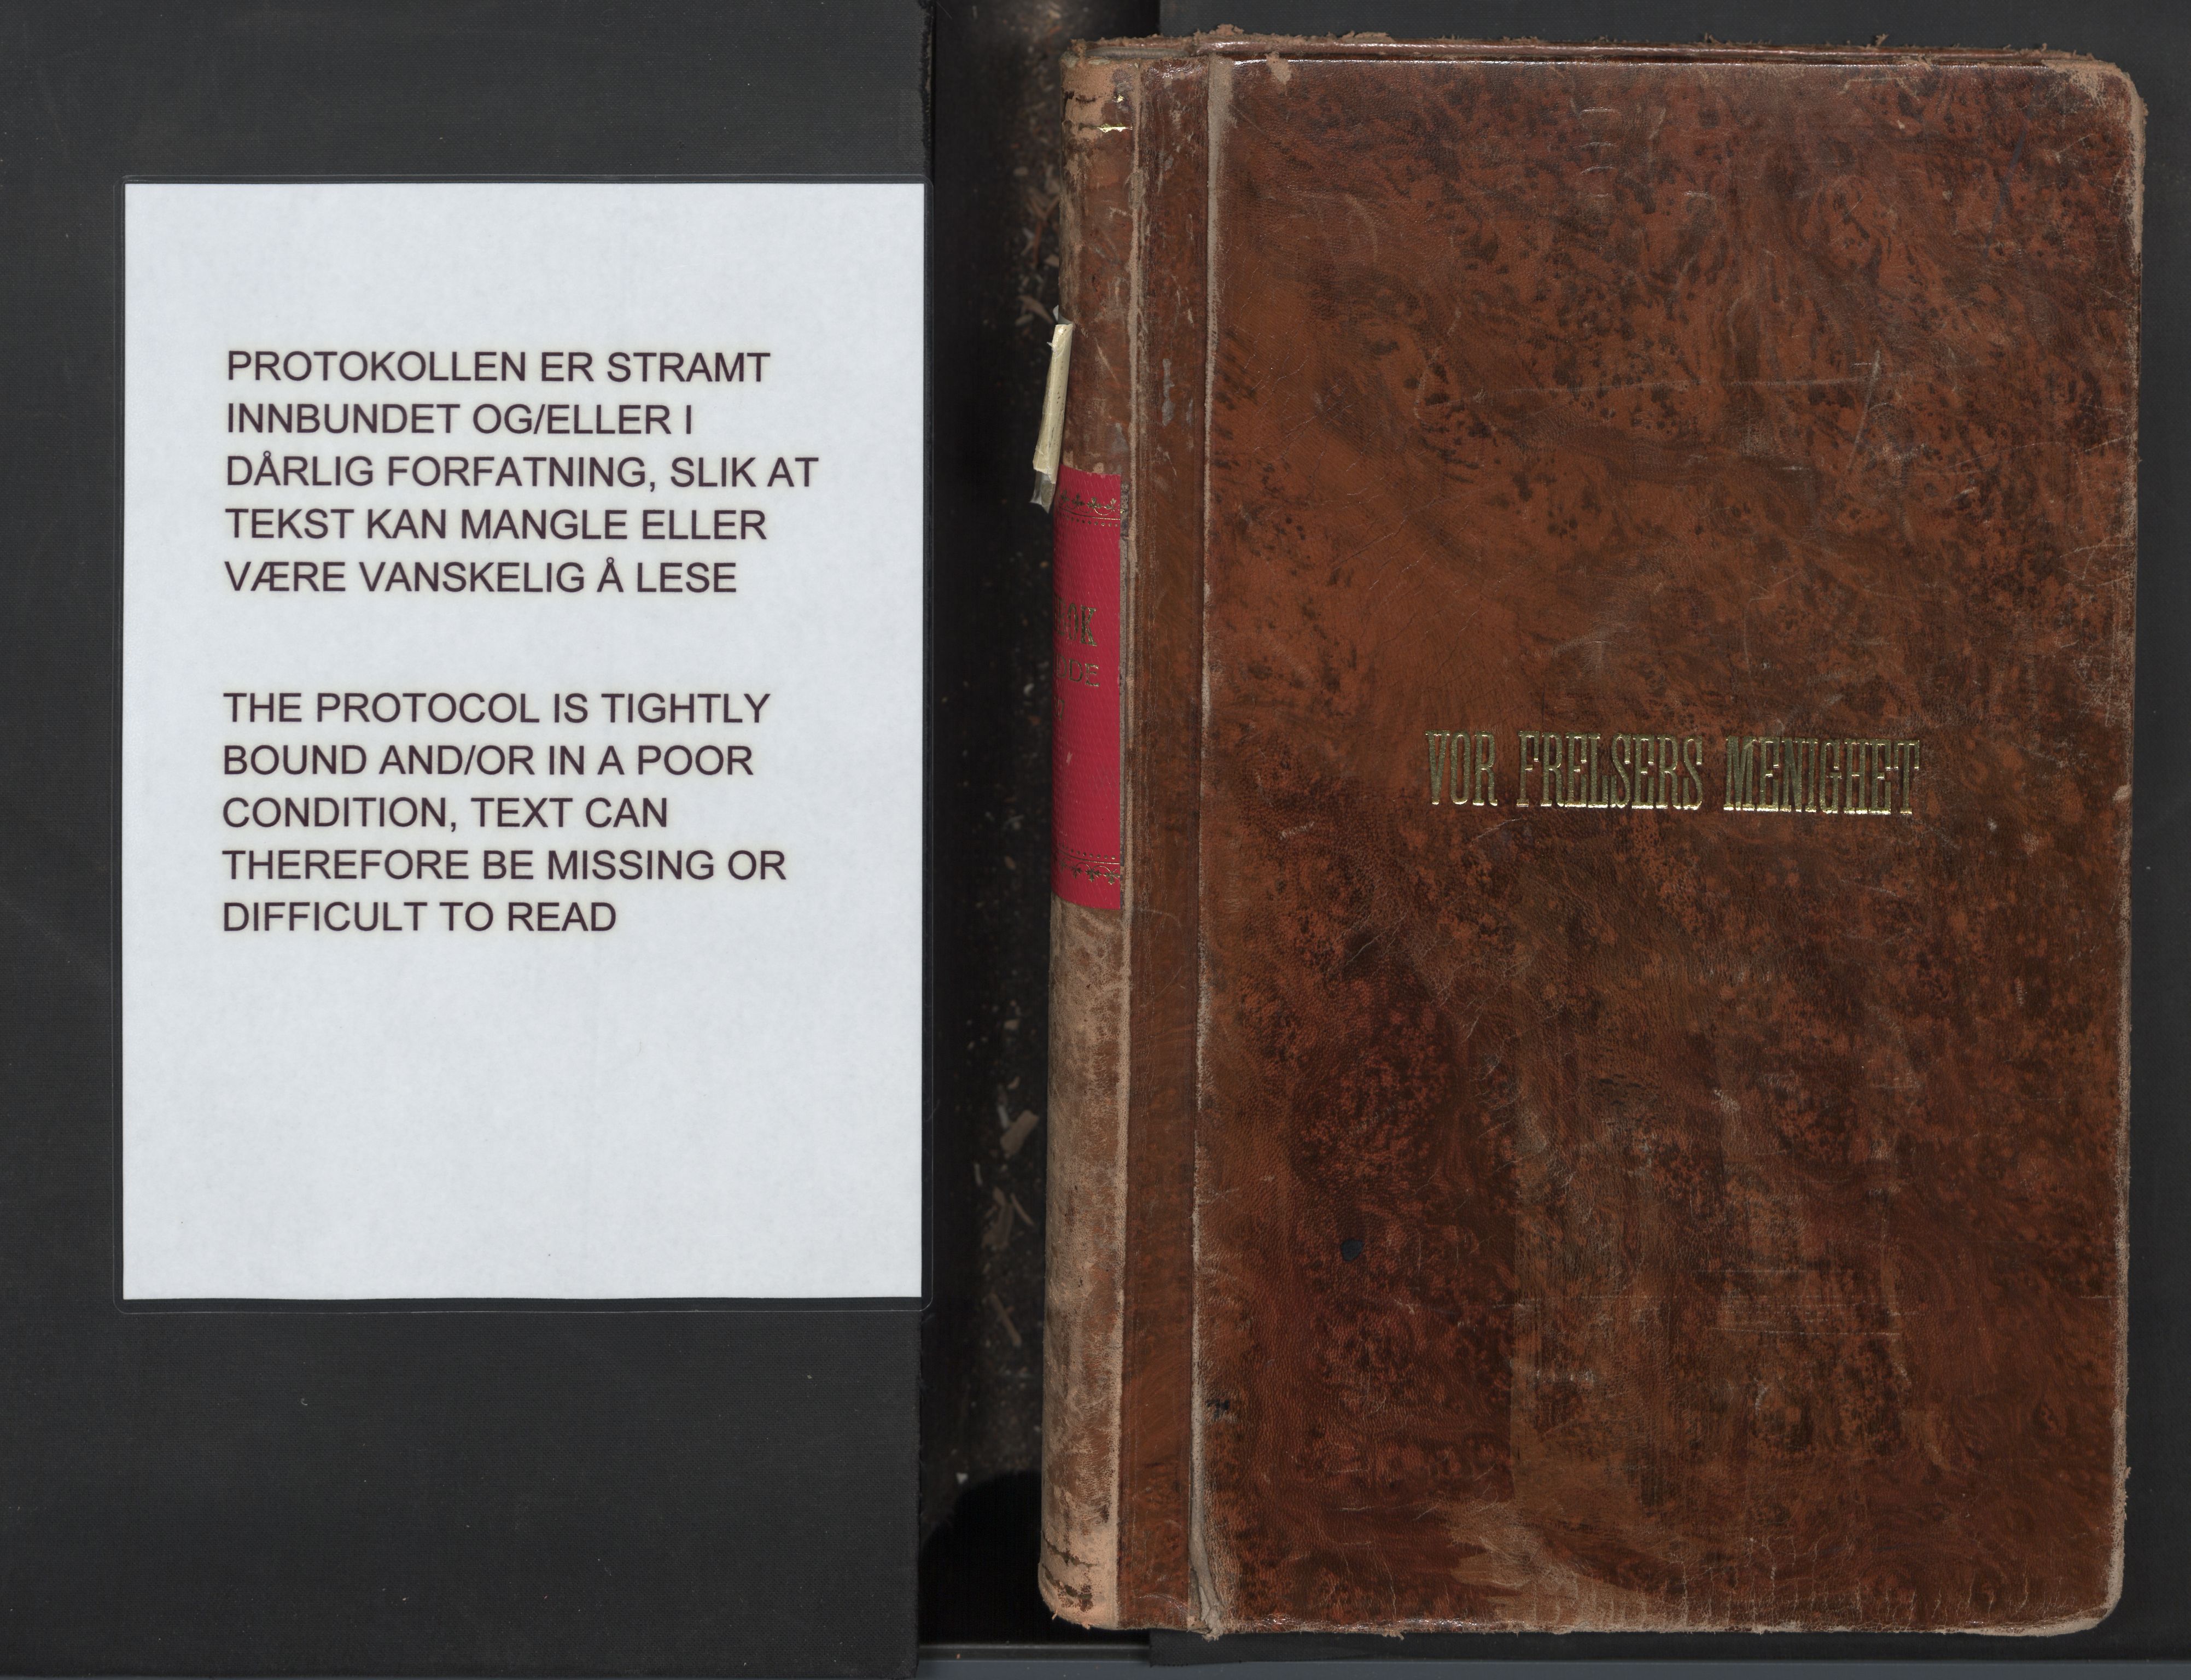 PROTOKOLLEN ER STRAMT
INNBUNDET OG/ELLER I
DÅRLIG FORFATNING, SLIK AT
TEKST KAN MANGLE ELLER
VÆRE VANSKELIG Å LESE
THE PROTOCOL IS TIGHTLY
BOUND AND/OR IN A POOR
CONDITION, TEXT CAN
THEREFORE BE MISSING OR
DIFFICULT TO READ
VOR FRELSERS MENIGHET